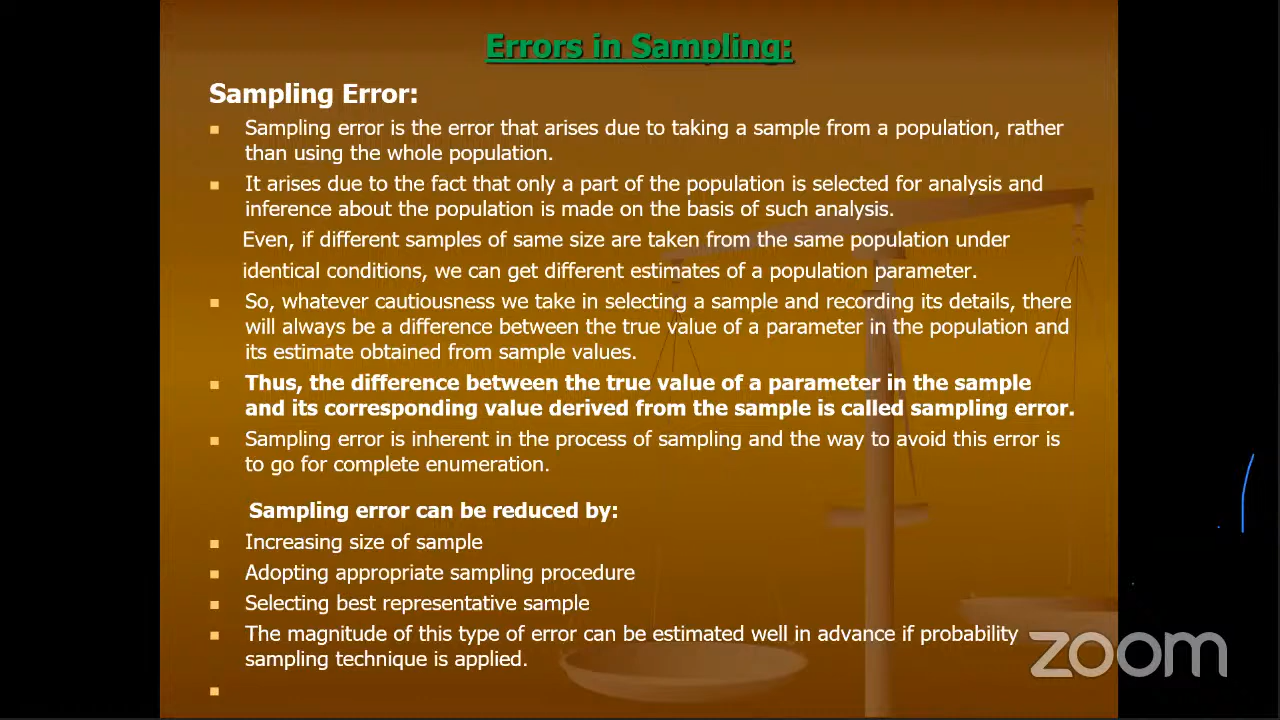 Errors in Sampling:
Sampling Error:
Sampling error is the error that arises due to taking a sample from a population, rather
than using the whole population.
It arises due to the fact that only a part of the population is selected for analysis and
inference about the population is made on the basis of such analysis.
Even, if different samples of same size are taken from the same population under
identical conditions, we can get different estimates of a population parameter.
So, whatever cautiousness we take in selecting a sample and recording its details, there
will always be a difference between the true value of a parameter in the population and
its estimate obtained from sample values.
Thus, the difference between the true value of a parameter in the sample
and its corresponding value derived from the sample is called sampling error.
Sampling error is inherent in the process of sampling and the way to avoid this error is
to go for complete enumeration.
Sampling error can be reduced by:
Increasing size of sample
Adopting appropriate sampling procedure
Selecting best representative sample
The magnitude of this type of error can be estimated well in advance if probability
sampling technique is applied.
zoom